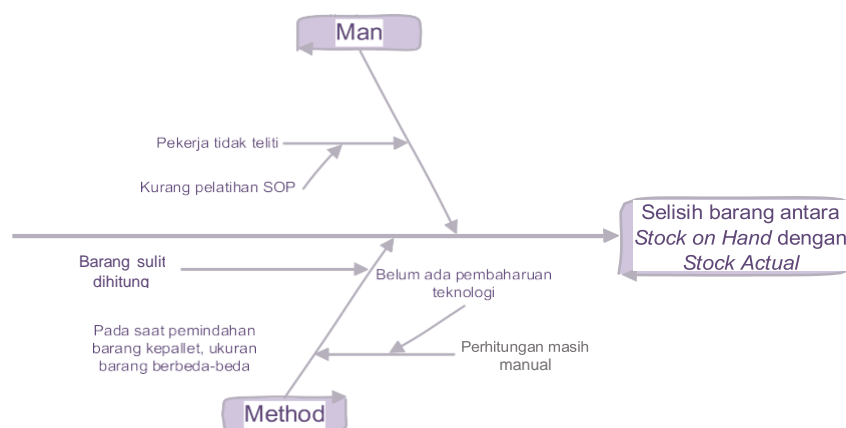 Man
Pekerja tidak teliti
Kurang pelatihan SOP
Selisih barang antara
Stock on Hand dengan
Stock Actual
Barang sulit
dihitung
Belum ada pembaharuan
teknologi
Pada saat pemindahan
barang kepallet, ukuran
barang berbeda-beda
Perhitungan masih
manual
Method